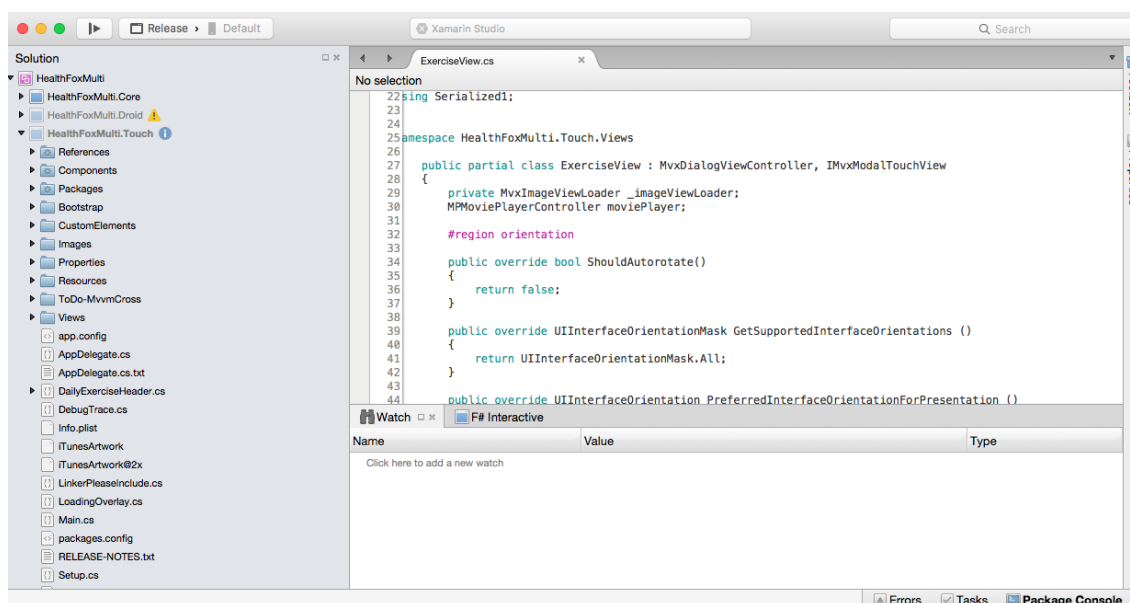 Release › Default
Xamarin Studio
Search
Solution
HealthFoxMulti
HealthFoxMulti.Core
HealthFoxMulti.Droid
HealthFoxMulti.Touch
References
Components
Packages
Bootstrap
CustomElements
Images
Properties
Resources
ToDo-MvvmCross
Views
app.config
AppDelegate.cs
AppDelegate.cs.txt
DailyExerciseHeader.cs
DebugTrace.cs
Info.plist
iTunesArtwork
iTunesArtwork@2x
LinkerPleaseInclude.cs
LoadingOverlay.cs
Main.cs
packages.config
RELEASE-NOTES.txt
Setup.cs
ExerciseView.cs
No selection
22 sing Serialized1;
23
24
25 amespace HealthFoxMulti.Touch.Views
26
27 public partial class ExerciseView : MvxDialogViewController, IMvxModalTouchView
28 {
29 private MvxImageViewLoader _imageViewLoader;
30 MPMoviePlayerController moviePlayer;
31
32 #region orientation
33
34 public override bool ShouldAutorotate()
35 {
36 return false;
37 }
38
39 public override UIInterfaceOrientationMask GetSupportedInterfaceOrientations ()
40 {
41 return UIInterfaceOrientationMask.All;
42 }
43
44 public override UIInterfaceOrientation PreferredInterfaceOrientationForPresentation ()
Watch F# Interactive
Name Value Type
Click here to add a new watch
Errors Tasks Package Console